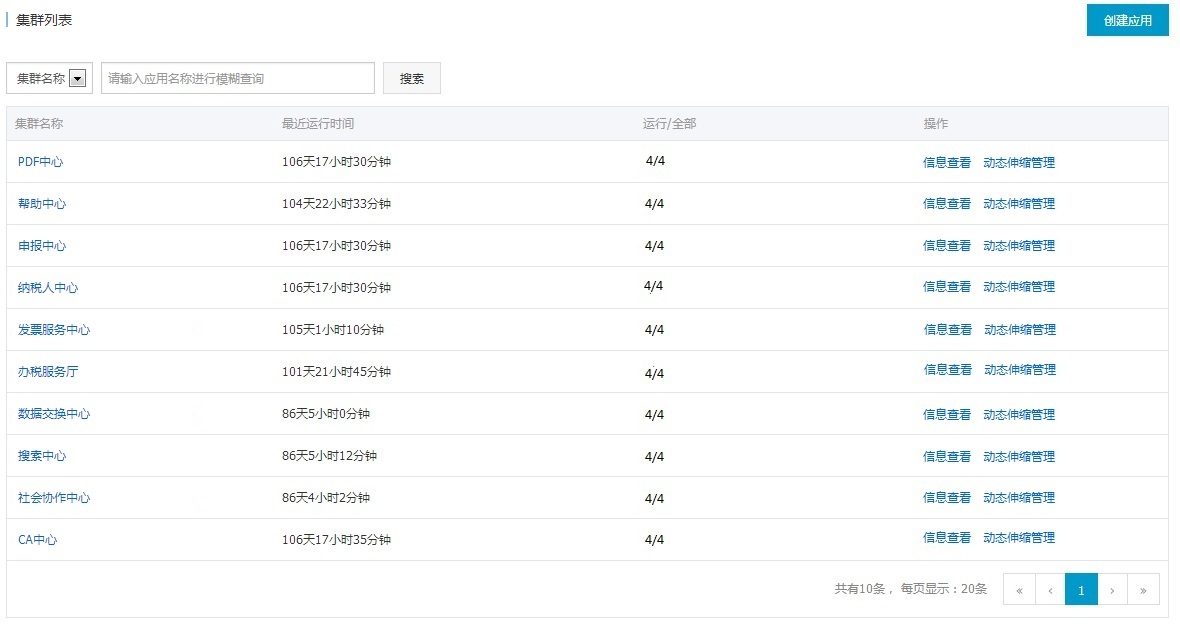 集群列表 创建应用
集群名称 请输入应用名称进行模糊查询 搜索
集群名称 最近运行时间 运行/全部 操作
PDF中心 106天17小时30分钟 4/4 信息查看 动态伸缩管理
帮助中心 104天22小时33分钟 4/4 信息查看 动态伸缩管理
申报中心 106天17小时30分钟 4/4 信息查看 动态伸缩管理
纳税人中心 106天17小时30分钟 4/4 信息查看 动态伸缩管理
发票服务中心 105天1小时10分钟 4/4 信息查看 动态伸缩管理
办税服务厅 101天21小时45分钟 4/4 信息查看 动态伸缩管理
数据交换中心 86天5小时0分钟 4/4 信息查看 动态伸缩管理
搜索中心 86天5小时12分钟 4/4 信息查看 动态伸缩管理
社会协作中心 86天4小时2分钟 4/4 信息查看 动态伸缩管理
CA中心 106天17小时35分钟 4/4 信息查看 动态伸缩管理
共有10条， 每页显示：20条 « ‹ 1 › »